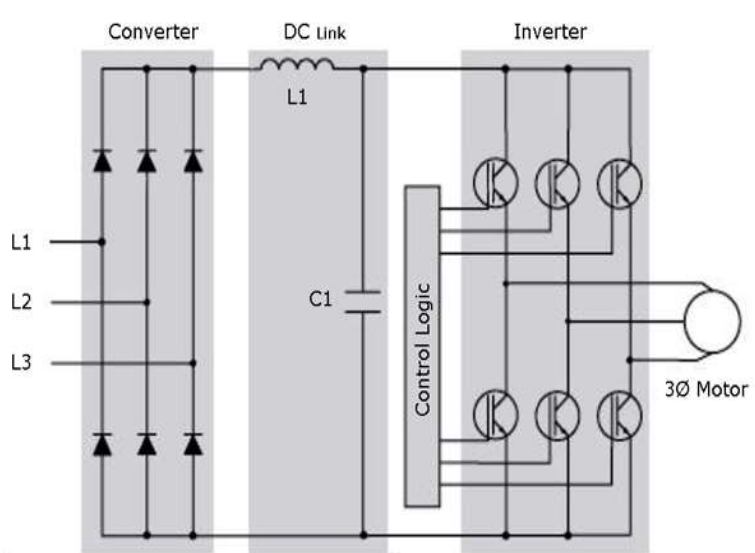 Converter
DC Link
Inverter
L1
L1
L2
C1
L3
Control Logic
3Ø Motor